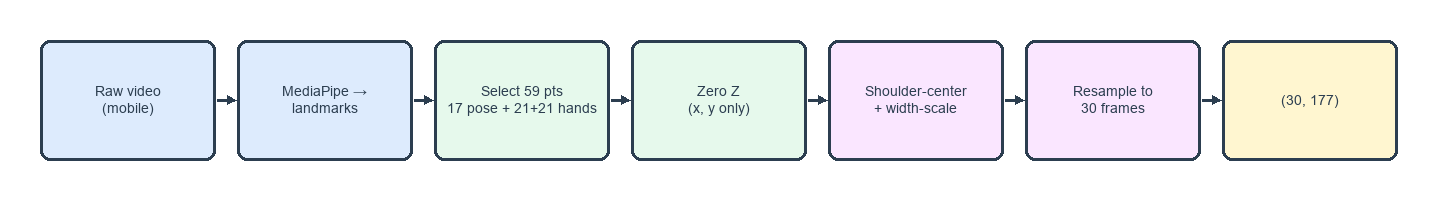 Raw video
(mobile)
MediaPipe →
landmarks
Select 59 pts
17 pose + 21+21 hands
Zero Z
(x, y only)
Shoulder-center
+ width-scale
Resample to
30 frames
(30, 177)